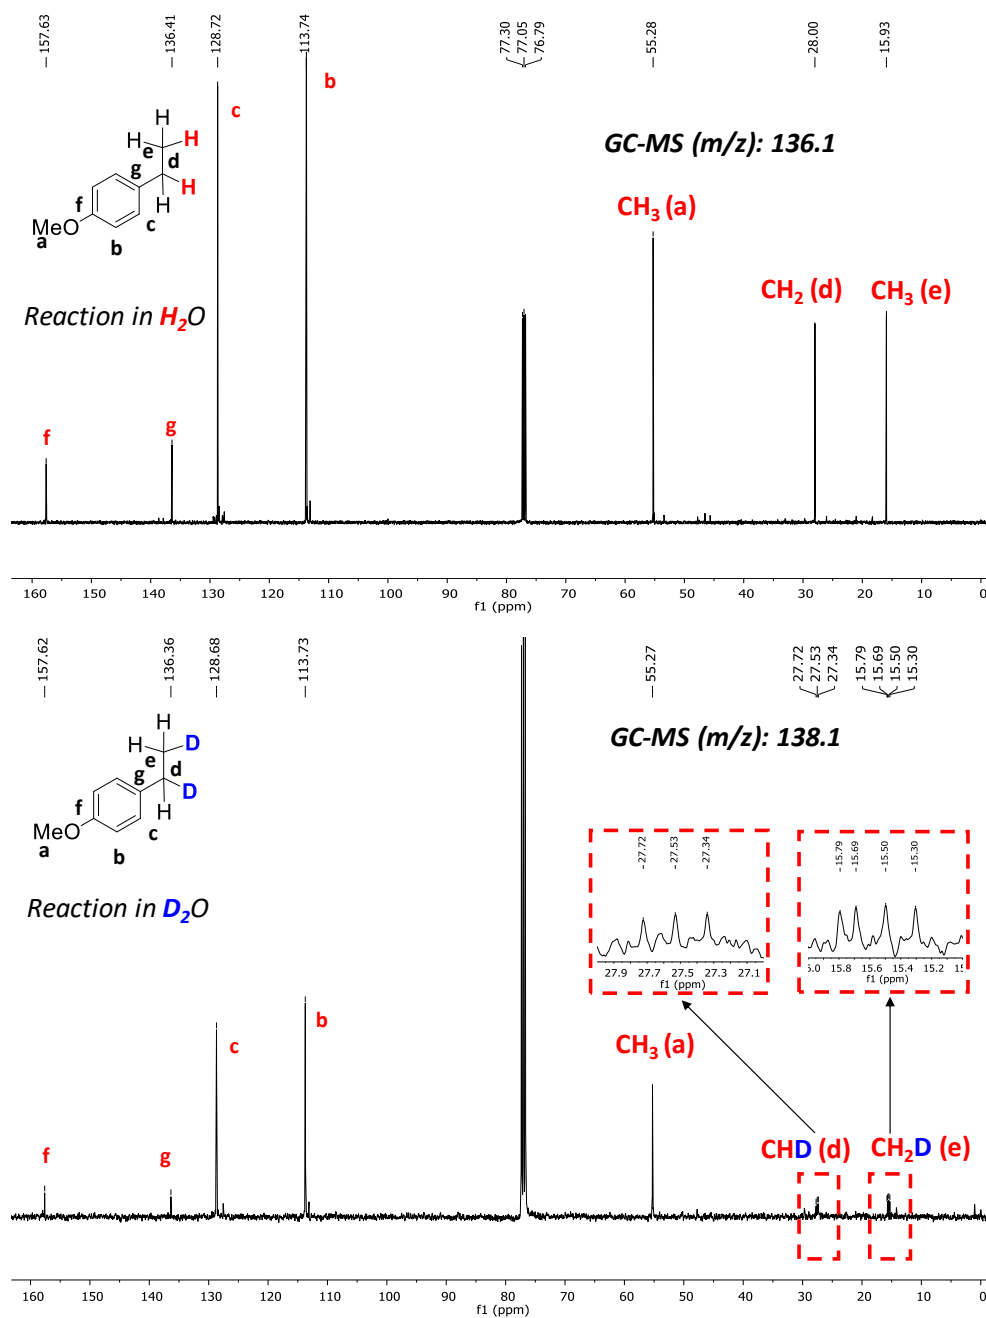 157.63 136.41 128.72 113.74 77.30 77.05 76.79 55.28 28.00 15.93
b
c
GC-MS (m/z): 136.1
H
H H
e
d
g
H
f H
c
MeO
a b
CH3 (a)
CH2 (d) CH3 (e)
Reaction in H2O
f g
160 150 140 130 120 110 100 90 80 70 60 50 40 30 20 10 0
f1 (ppm)
157.62 136.36 128.68 113.73 55.27 27.72 27.53 27.34 15.79 15.69 15.50 15.30
GC-MS (m/z): 138.1
H
H D
e
d
g
D
f H
c
MeO
a b
Reaction in D2O
27.72 27.53 27.34
27.9 27.7 27.5 27.3 27.1
f1 (ppm)
15.79 15.69 15.50 15.30
5.0 15.8 15.6 15.4 15.2 15
f1 (ppm)
b
c
CH3 (a)
f g
CHD (d) CH2D (e)
160 150 140 130 120 110 100 90 80 70 60 50 40 30 20 10 0
f1 (ppm)